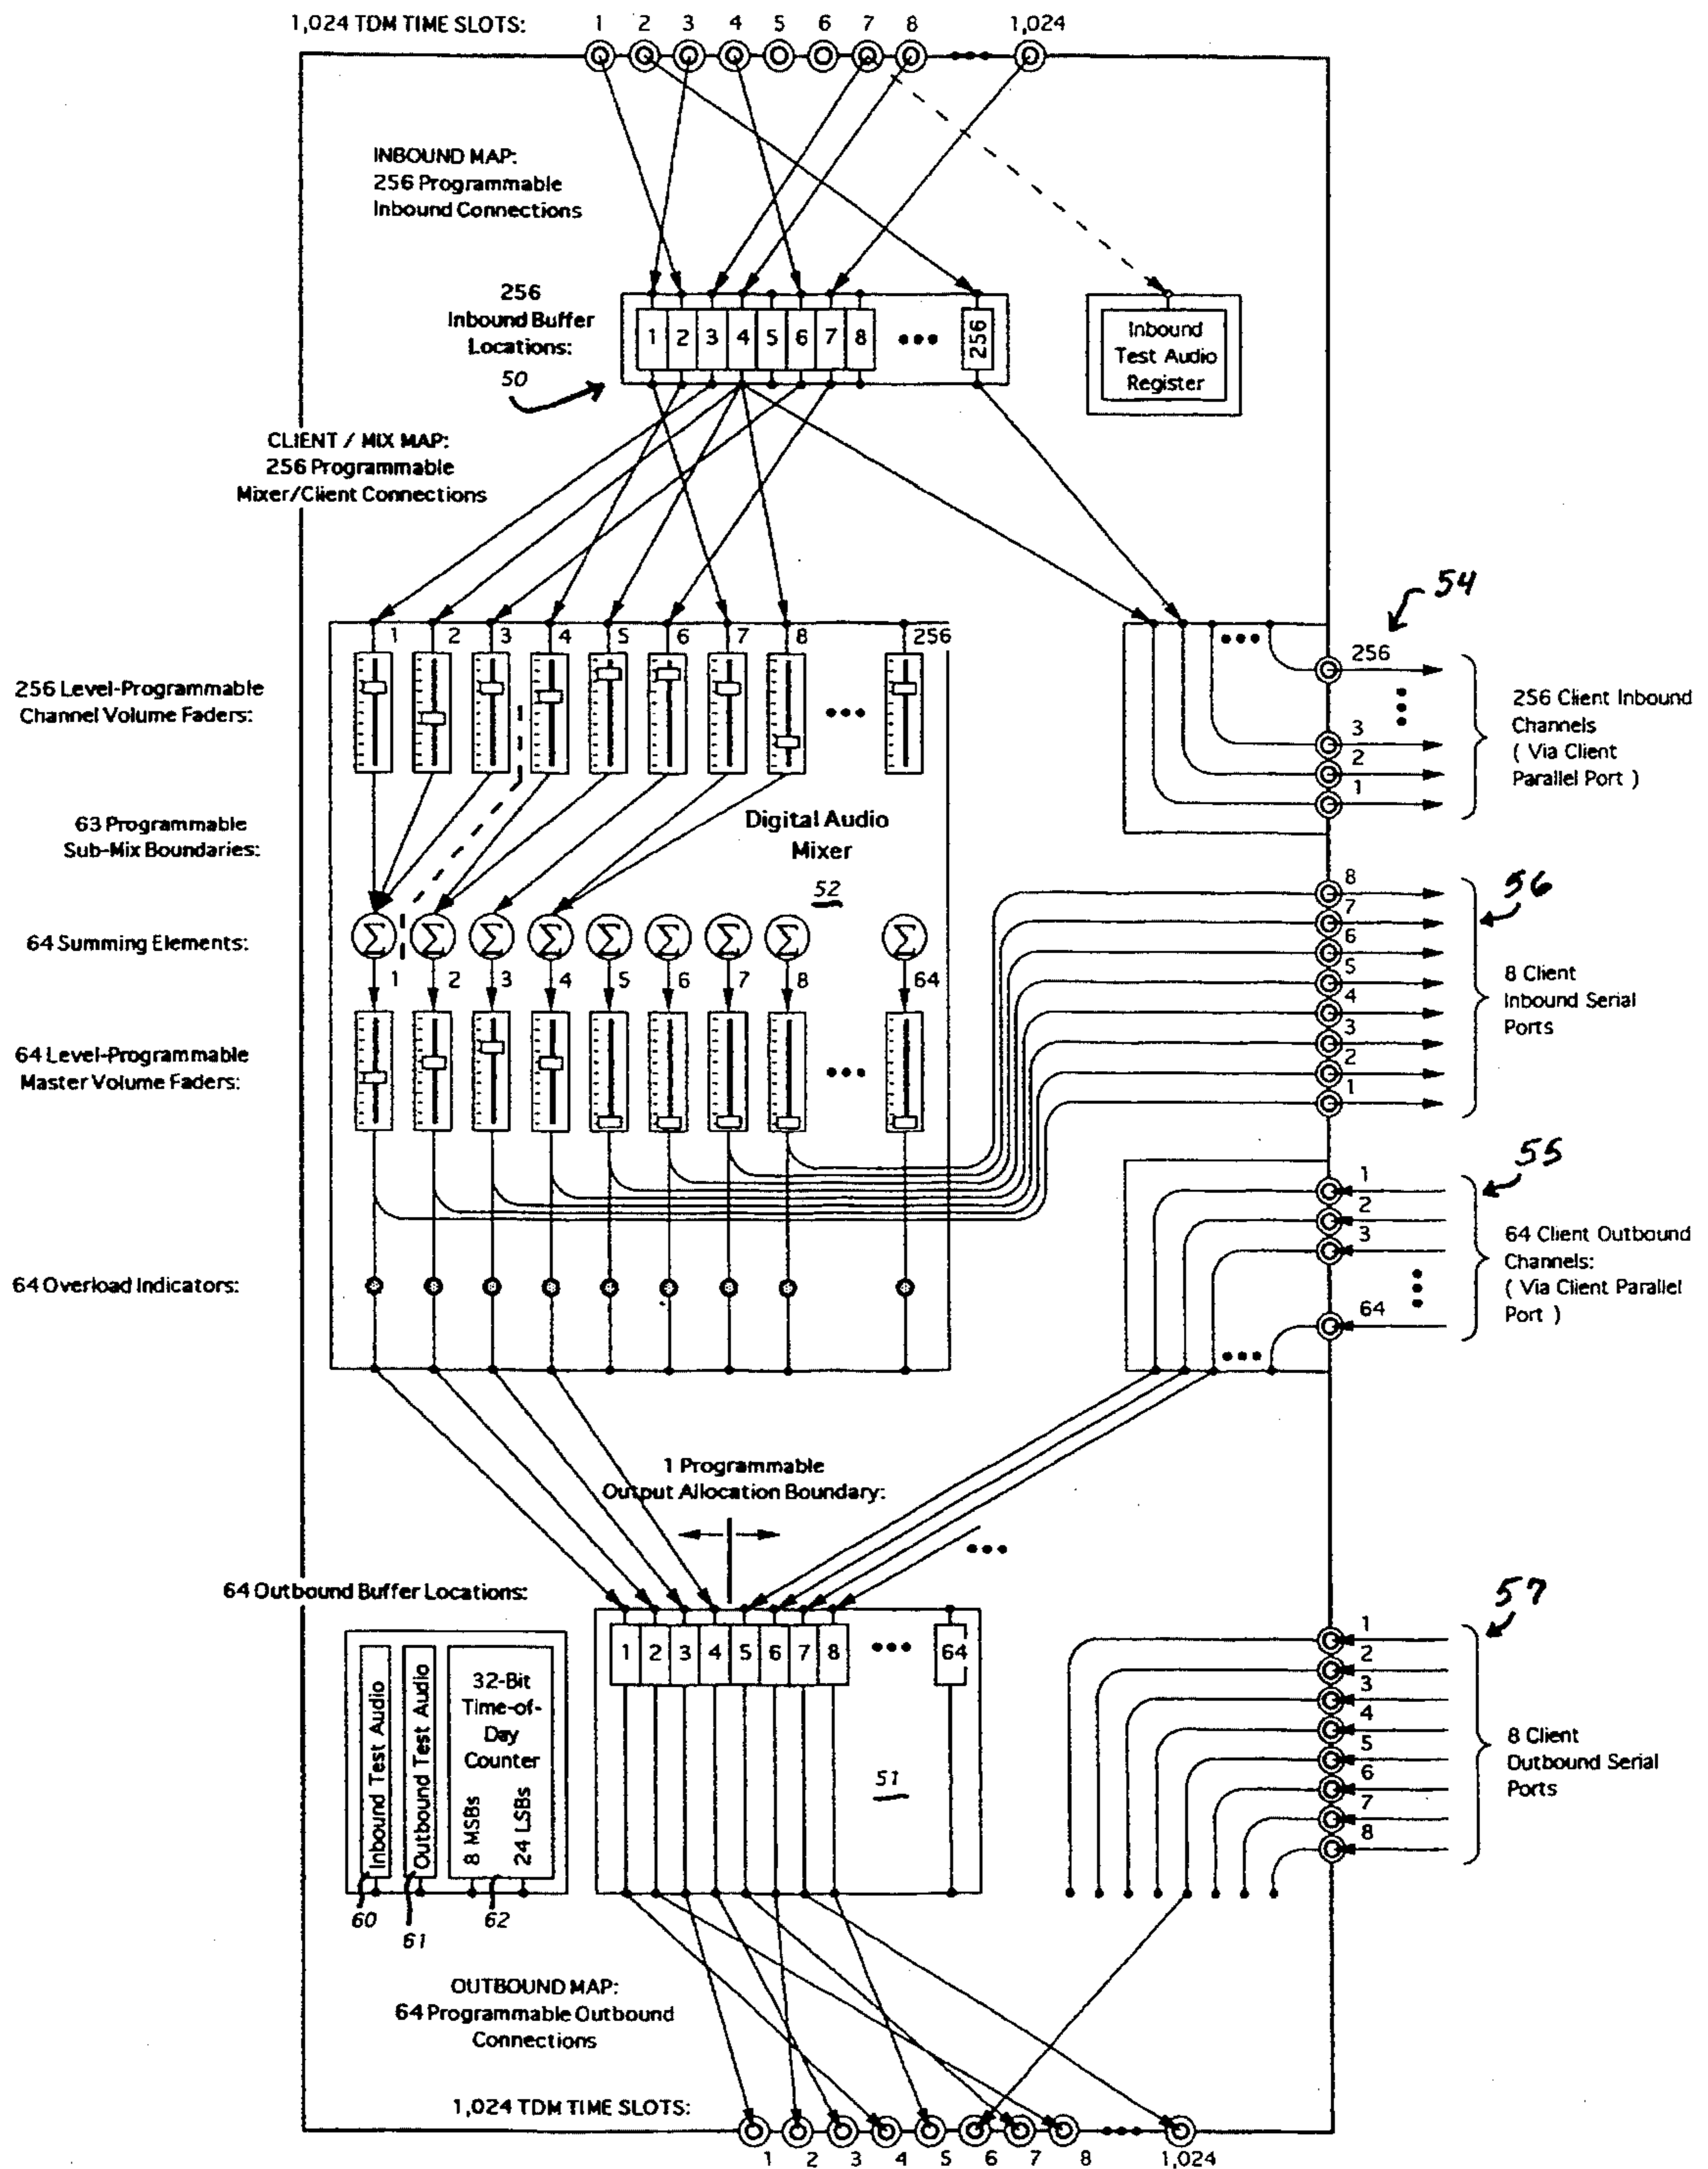 1,024 TDM TIME SLOTS: 1 2 3 4 5 6 7 8 1,024
INBOUND MAP:
256 Programmable
Inbound Connections
256
Inbound Buffer
Locations:
50
1 2 3 4 5 6 7 8 256
Inbound
Test Audio
Register
CLIENT / MIX MAP:
256 Programmable
Mixer/Client Connections
1 2 3 4 5 6 7 8 256
256 Level-Programmable
Channel Volume Faders:
63 Programmable
Sub-Mix Boundaries:
Digital Audio
Mixer
52
64 Summing Elements:
Σ Σ Σ Σ Σ Σ Σ Σ Σ
1 2 3 4 5 6 7 8 64
64 Level-Programmable
Master Volume Faders:
64 Overload Indicators:
54
256
3
2
1
256 Client Inbound
Channels
( Via Client
Parallel Port )
56
8
7
6
5
4
3
2
1
8 Client
Inbound Serial
Ports
55
1
2
3
64
64 Client Outbound
Channels:
( Via Client Parallel
Port )
1 Programmable
Output Allocation Boundary:
64 Outbound Buffer Locations:
1 2 3 4 5 6 7 8 64
51
Inbound Test Audio
Outbound Test Audio
32-Bit
Time-of-
Day
Counter
8 MSBs
24 LSBs
60
61
62
57
1
2
3
4
5
6
7
8
8 Client
Outbound Serial
Ports
OUTBOUND MAP:
64 Programmable Outbound
Connections
1,024 TDM TIME SLOTS:
1 2 3 4 5 6 7 8 1,024